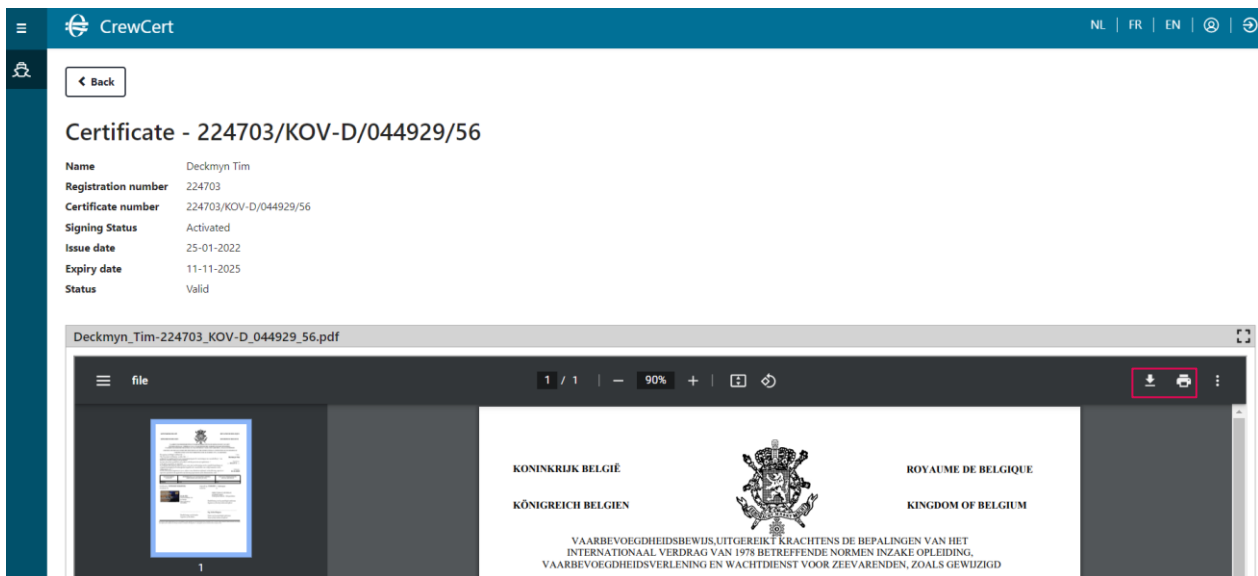 CrewCert
NL | FR | EN
Back
Certificate - 224703/KOV-D/044929/56
Name Deckmyn Tim
Registration number 224703
Certificate number 224703/KOV-D/044929/56
Signing Status Activated
Issue date 25-01-2022
Expiry date 11-11-2025
Status Valid
Deckmyn_Tim-224703_KOV-D_044929_56.pdf
file 1 / 1 | — 90% + |
KONINKRIJK BELGIË ROYAUME DE BELGIQUE
KÖNIGREICH BELGIEN KINGDOM OF BELGIUM
VAARBEVOEGDHEIDSBEWIJS,UITGEREIKT KRACHTENS DE BEPALINGEN VAN HET
INTERNATIONAAL VERDRAG VAN 1978 BETREFFENDE NORMEN INZAKE OPLEIDING,
VAARBEVOEGDHEIDSVERLENING EN WACHTDIENST VOOR ZEEVARENDEN, ZOALS GEWIJZIGD
1